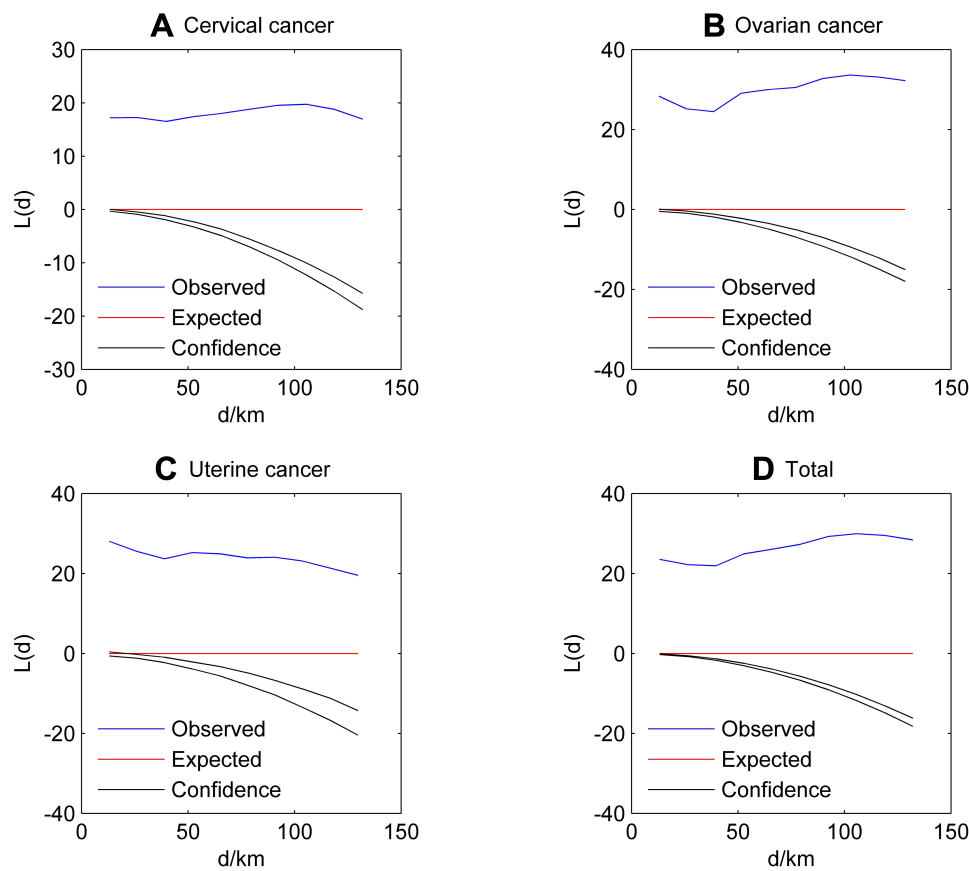 A Cervical cancer
30
20
10
0
-10
-20
-30
L(d)
Observed
Expected
Confidence
0 50 100 150
d/km
B Ovarian cancer
40
20
0
-20
-40
L(d)
Observed
Expected
Confidence
0 50 100 150
d/km
C Uterine cancer
40
20
0
-20
-40
L(d)
Observed
Expected
Confidence
0 50 100 150
d/km
D Total
40
20
0
-20
-40
L(d)
Observed
Expected
Confidence
0 50 100 150
d/km